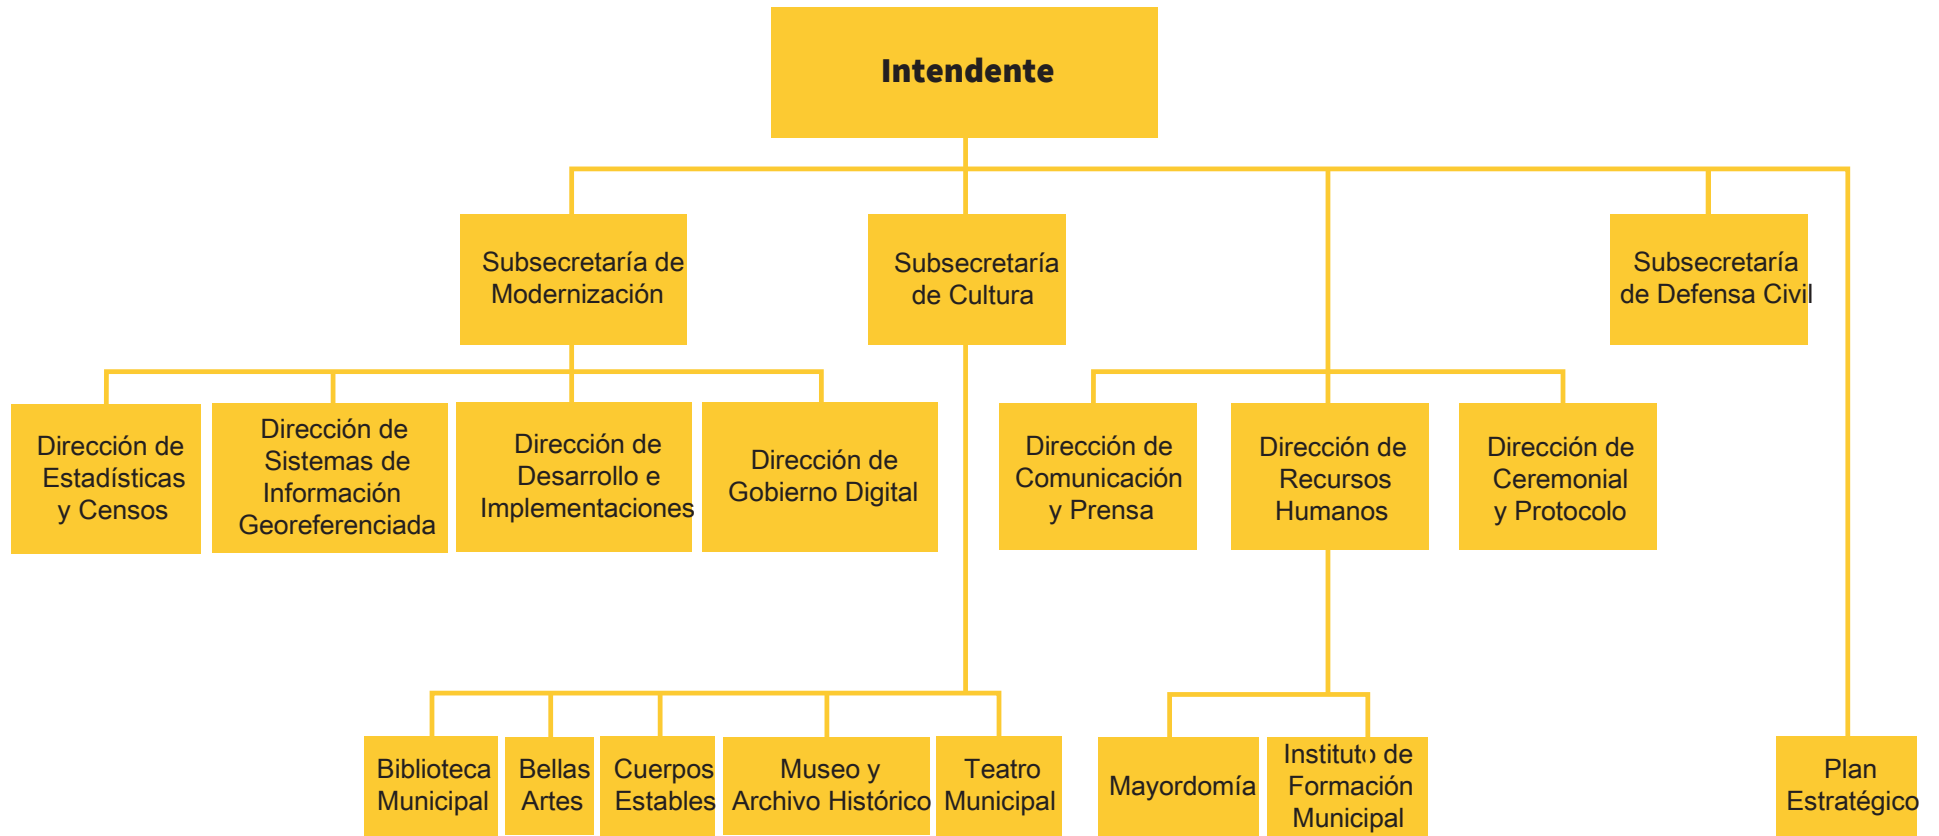 Intendente
Subsecretaría de
Modernización
Subsecretaría
de Cultura
Subsecretaría
de Defensa Civil
Dirección de
Estadísticas
y Censos
Dirección de
Sistemas de
Información
Georeferenciada
Dirección de
Desarrollo e
Implementaciones
Dirección de
Gobierno Digital
Dirección de
Comunicación
y Prensa
Dirección de
Recursos
Humanos
Dirección de
Ceremonial
y Protocolo
Biblioteca
Municipal
Bellas
Artes
Cuerpos
Estables
Museo y
Archivo Histórico
Teatro
Municipal
Mayordomía
Instituto de
Formación
Municipal
Plan
Estratégico